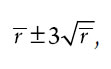 r̅ ± 3√r̅,